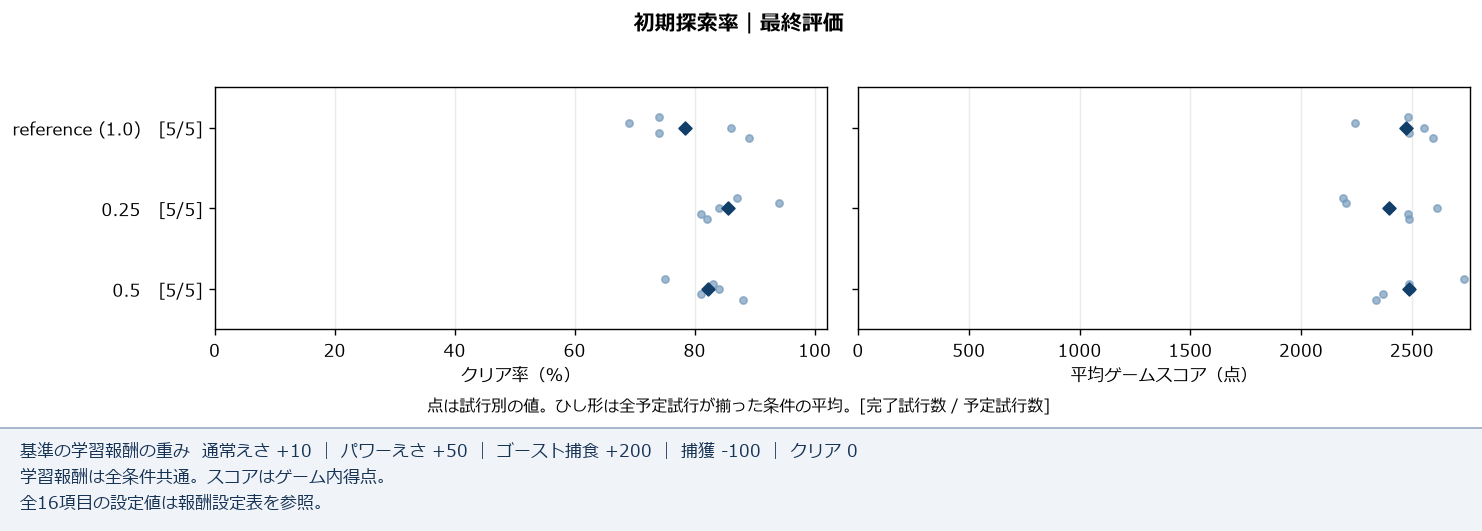 初期探索率｜最終評価
reference (1.0) [5/5]
0.25 [5/5]
0.5 [5/5]
0 20 40 60 80 100
クリア率（%）
0 500 1000 1500 2000 2500
平均ゲームスコア（点）
点は試行別の値。ひし形は全予定試行が揃った条件の平均。[完了試行数 / 予定試行数]
基準の学習報酬の重み 通常えさ +10 ｜ パワーえさ +50 ｜ ゴースト捕食 +200 ｜ 捕獲 -100 ｜ クリア 0
学習報酬は全条件共通。スコアはゲーム内得点。
全16項目の設定値は報酬設定表を参照。